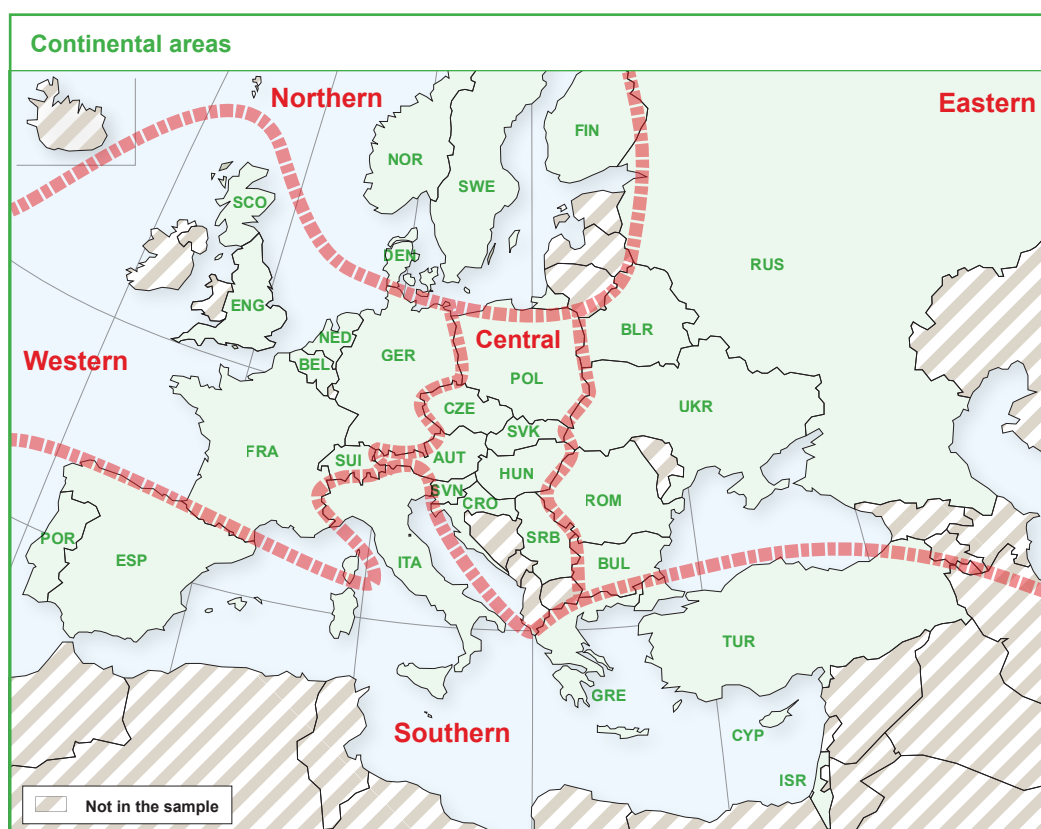 Continental areas
Northern
Eastern
FIN
NOR
SWE
SCO
DEN
RUS
ENG
NED
BLR
Western
GER
Central
BEL
POL
CZE
UKR
SVK
FRA
SUI
AUT
HUN
SVN
CRO
ROM
POR
SRB
ESP
ITA
BUL
TUR
GRE
Southern
CYP
ISR
Not in the sample